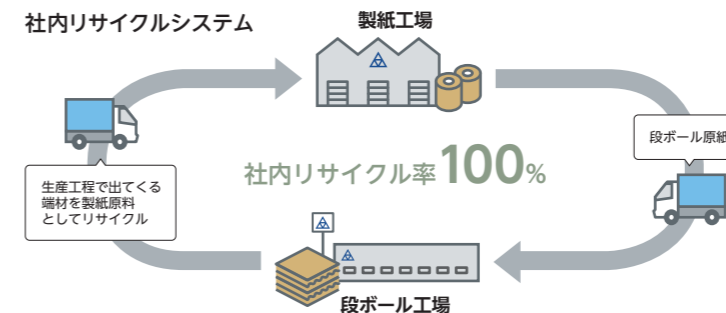 社内リサイクルシステム
製紙工場
段ボール原紙
社内リサイクル率100%
生産工程で出てくる
端材を製紙原料
としてリサイクル
段ボール工場